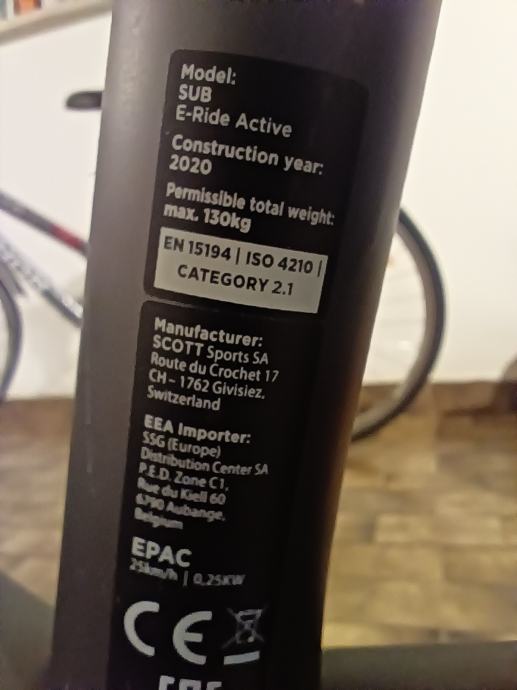 Model:
SUB
E-Ride Active
Construction year:
2020
Permissible total weight:
max. 130kg
EN 15194 | ISO 4210 |
CATEGORY 2.1
Manufacturer:
SCOTT Sports SA
Route du Crochet 17
CH - 1762 Givisiez,
Switzerland
EEA Importer:
SSG (Europe)
Distribution Center SA
P.E.D. Zone C1,
Rue du Kiell 60
6790 Aubange,
Belgium
EPAC
25km/h | 0,25KW
CE